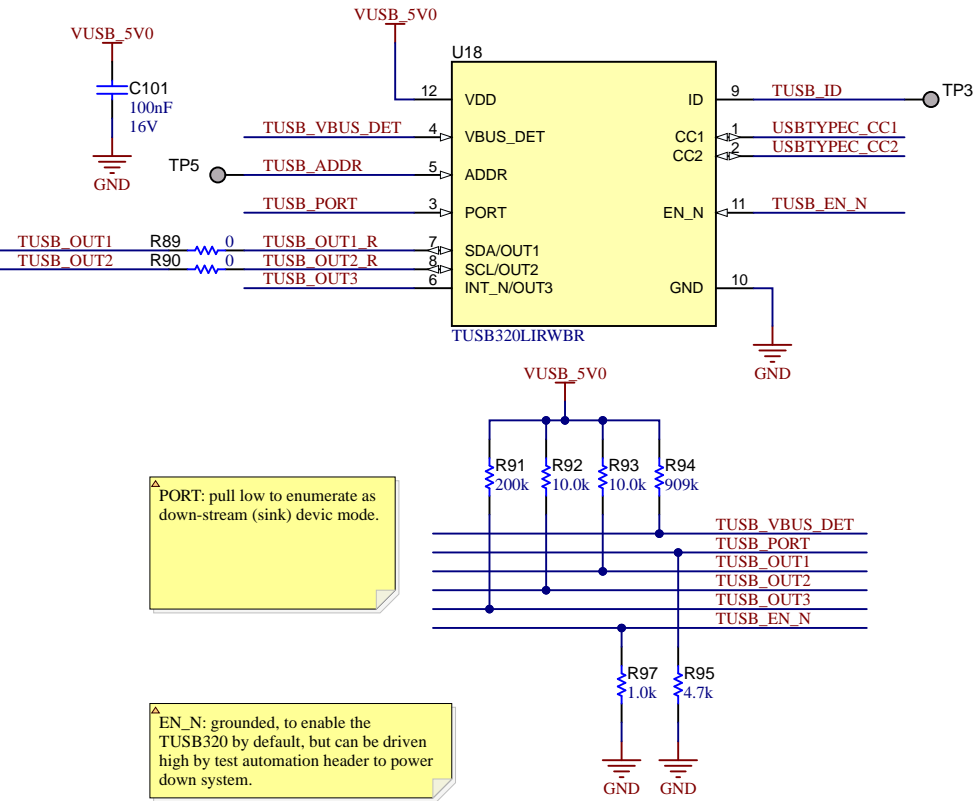 VUSB_5V0
VUSB_5V0
U18
C101
100nF
16V
GND
12 VDD
ID 9 TUSB_ID TP3
TUSB_VBUS_DET 4 VBUS_DET
CC1 1 USBTYPEC_CC1
CC2 2 USBTYPEC_CC2
TP5 TUSB_ADDR 5 ADDR
TUSB_PORT 3 PORT
EN_N 11 TUSB_EN_N
TUSB_OUT1 R89 0 TUSB_OUT1_R 7 SDA/OUT1
TUSB_OUT2 R90 0 TUSB_OUT2_R 8 SCL/OUT2
TUSB_OUT3 6 INT_N/OUT3
GND 10
TUSB320LIRWBR
GND
VUSB_5V0
R91 R92 R93 R94
200k 10.0k 10.0k 909k
PORT: pull low to enumerate as
down-stream (sink) devic mode.
TUSB_VBUS_DET
TUSB_PORT
TUSB_OUT1
TUSB_OUT2
TUSB_OUT3
TUSB_EN_N
R97 R95
1.0k 4.7k
GND GND
EN_N: grounded, to enable the
TUSB320 by default, but can be driven
high by test automation header to power
down system.